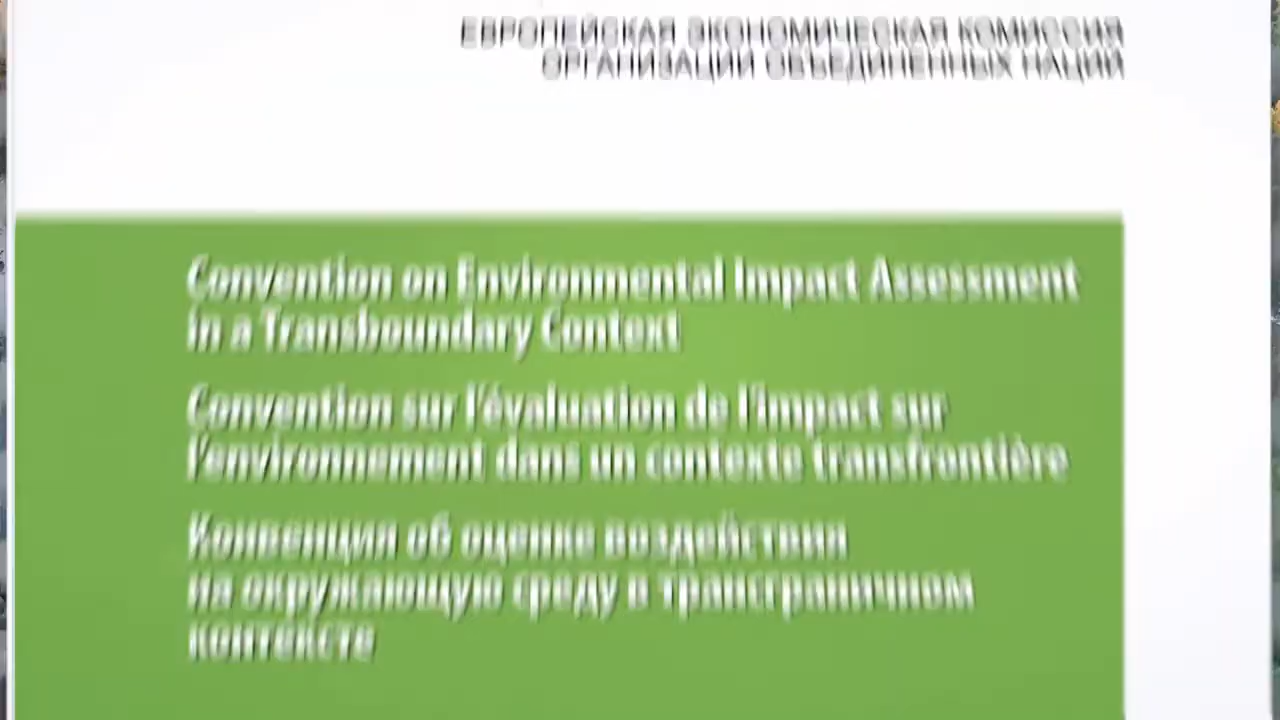 ЕВРОПЕЙСКАЯ ЭКОНОМИЧЕСКАЯ КОМИССИЯ
ОРГАНИЗАЦИИ ОБЪЕДИНЕННЫХ НАЦИЙ
Convention on Environmental Impact Assessment
in a Transboundary Context
Convention sur l'évaluation de l'impact sur
l'environnement dans un contexte transfrontière
Конвенция об оценке воздействия
на окружающую среду в трансграничном
контексте